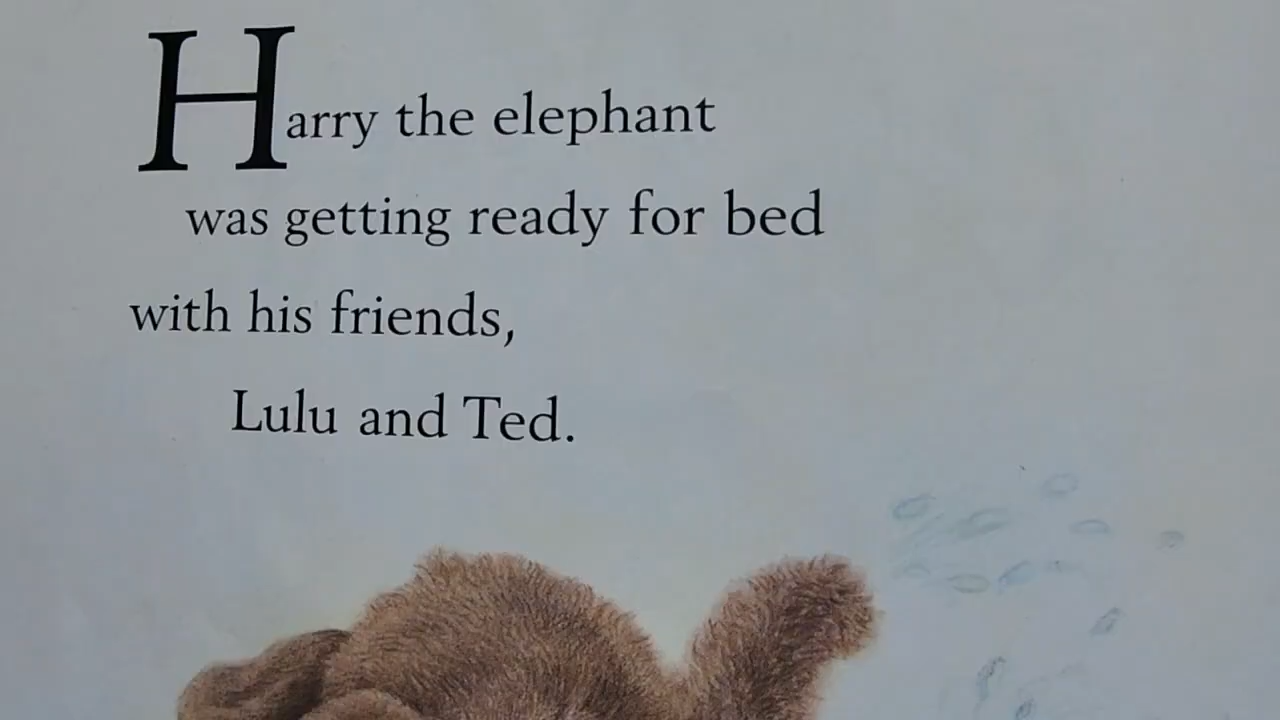 Harry the elephant
was getting ready for bed
with his friends,
Lulu and Ted.